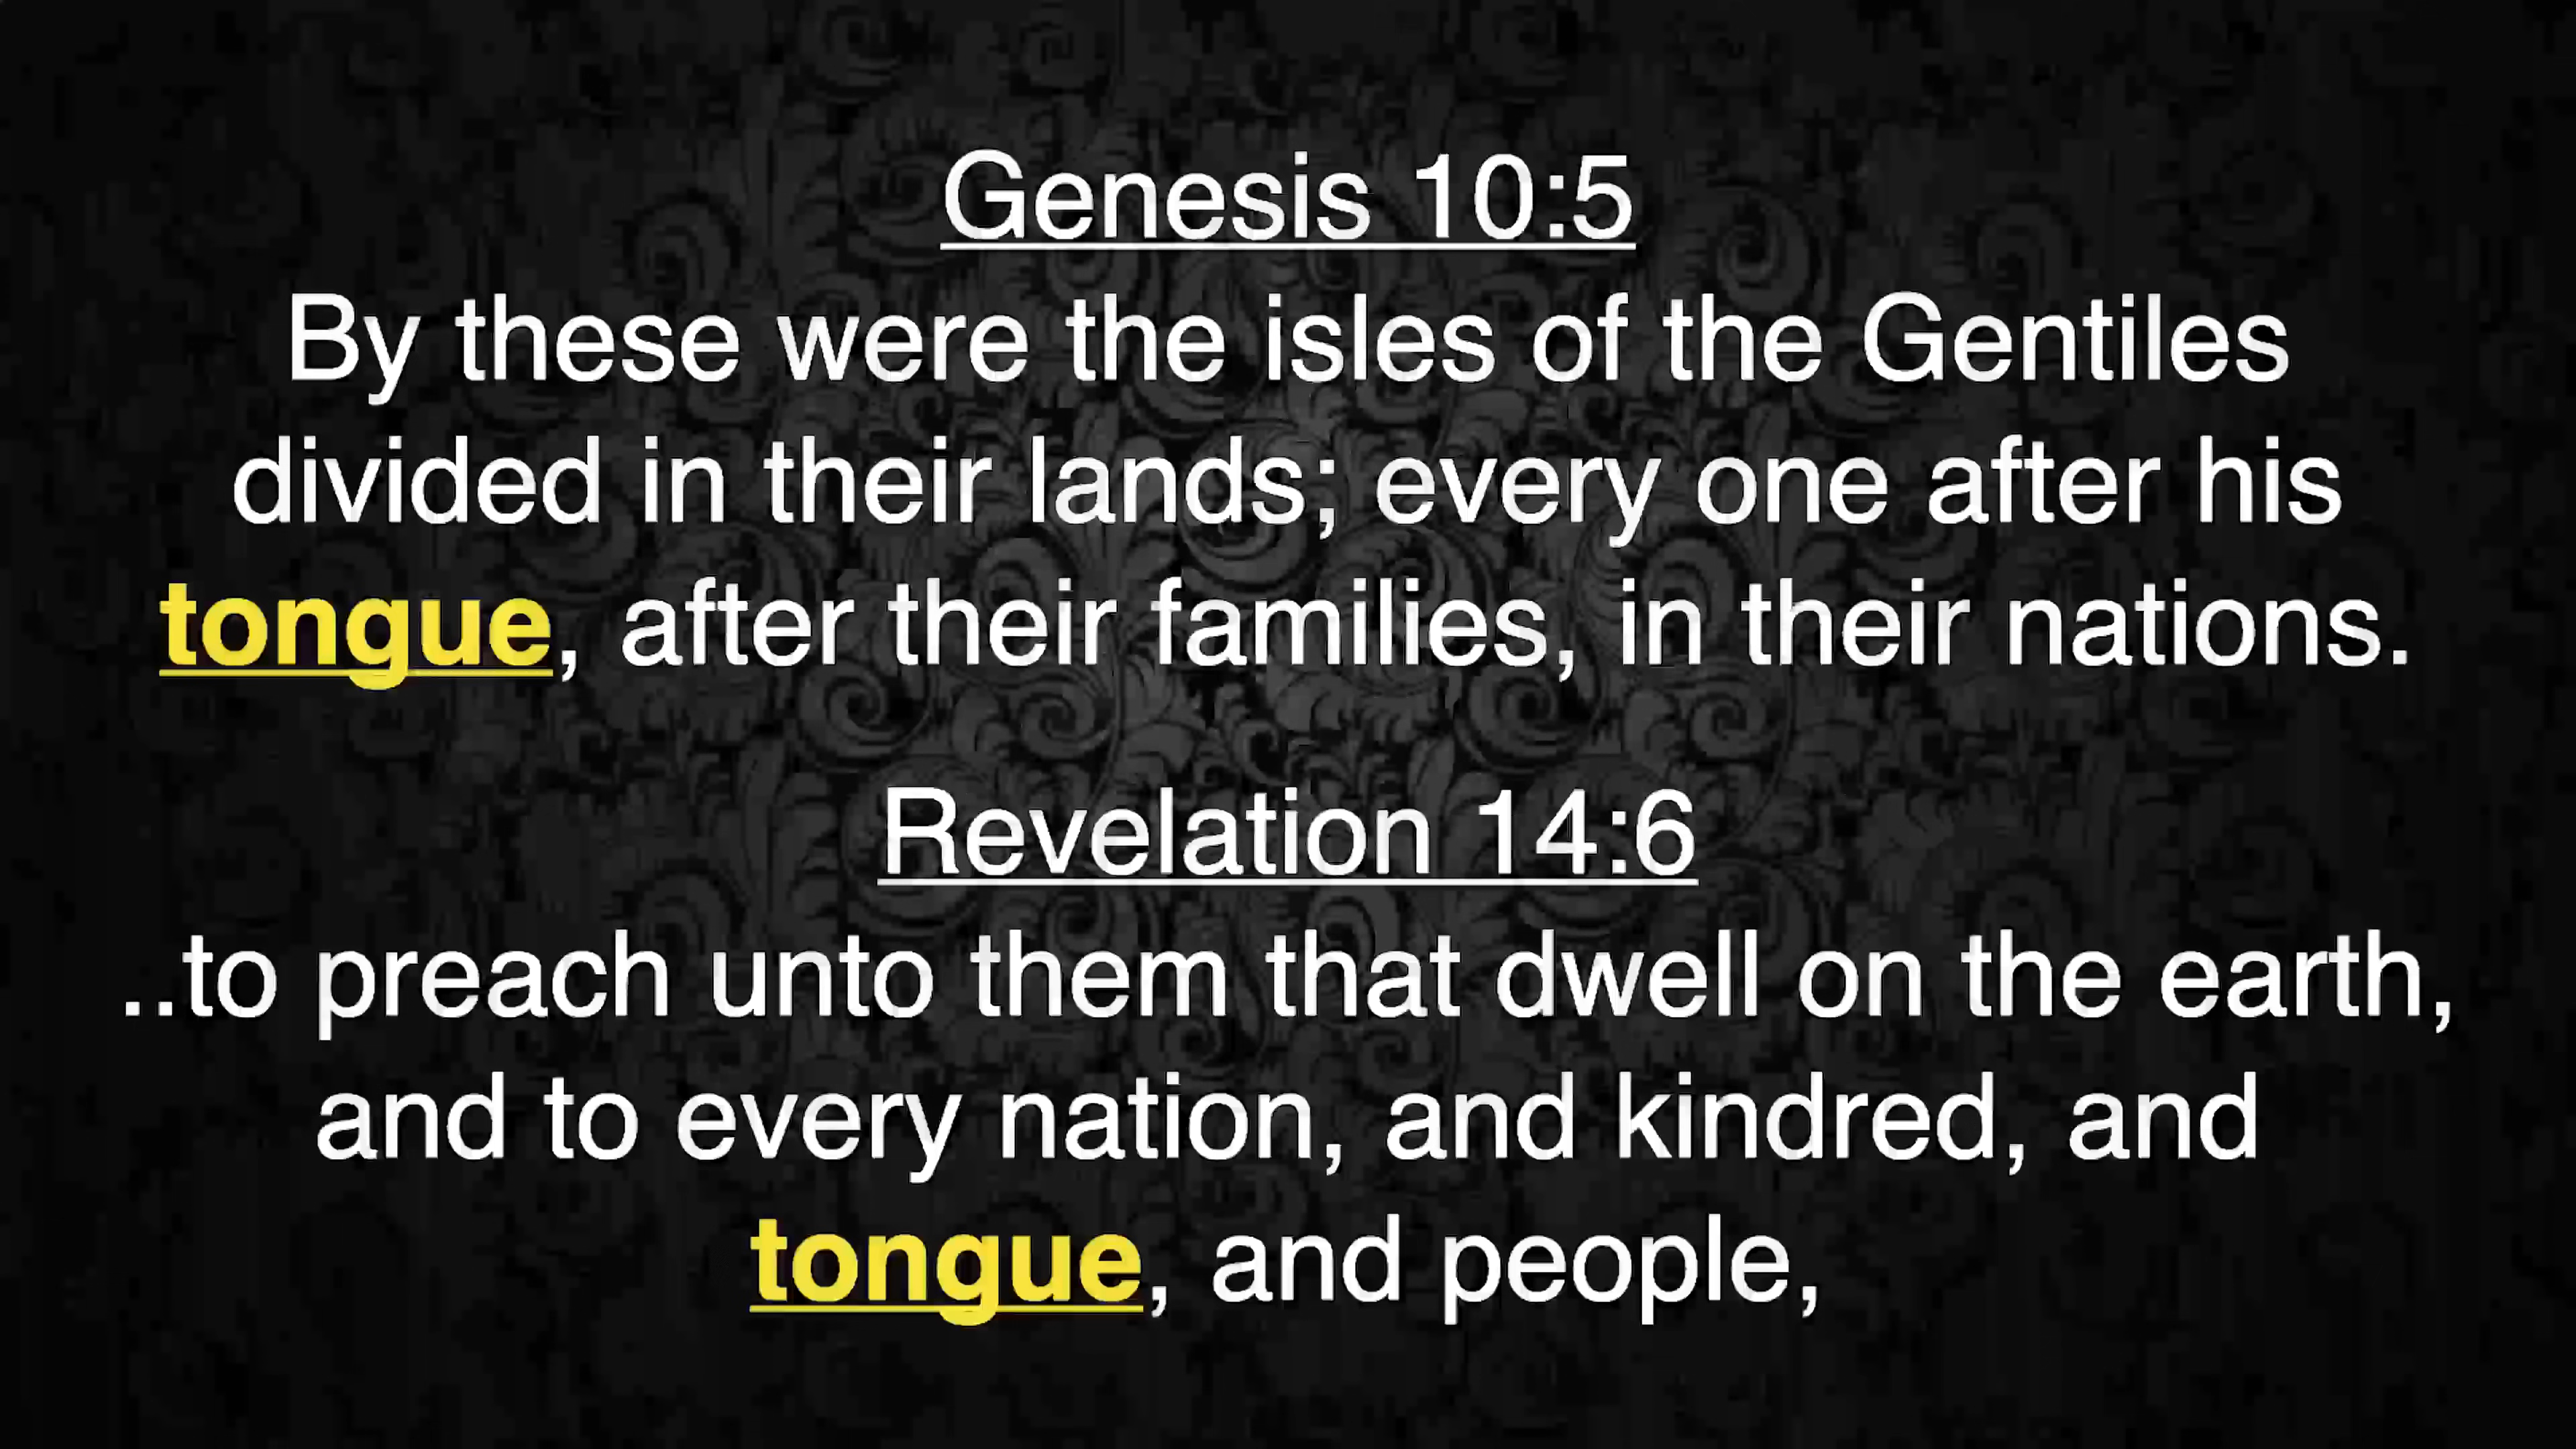 Genesis 10:5
By these were the isles of the Gentiles
divided in their lands; every one after his
tongue, after their families, in their nations.
Revelation 14:6
..to preach unto them that dwell on the earth,
and to every nation, and kindred, and
tongue, and people,